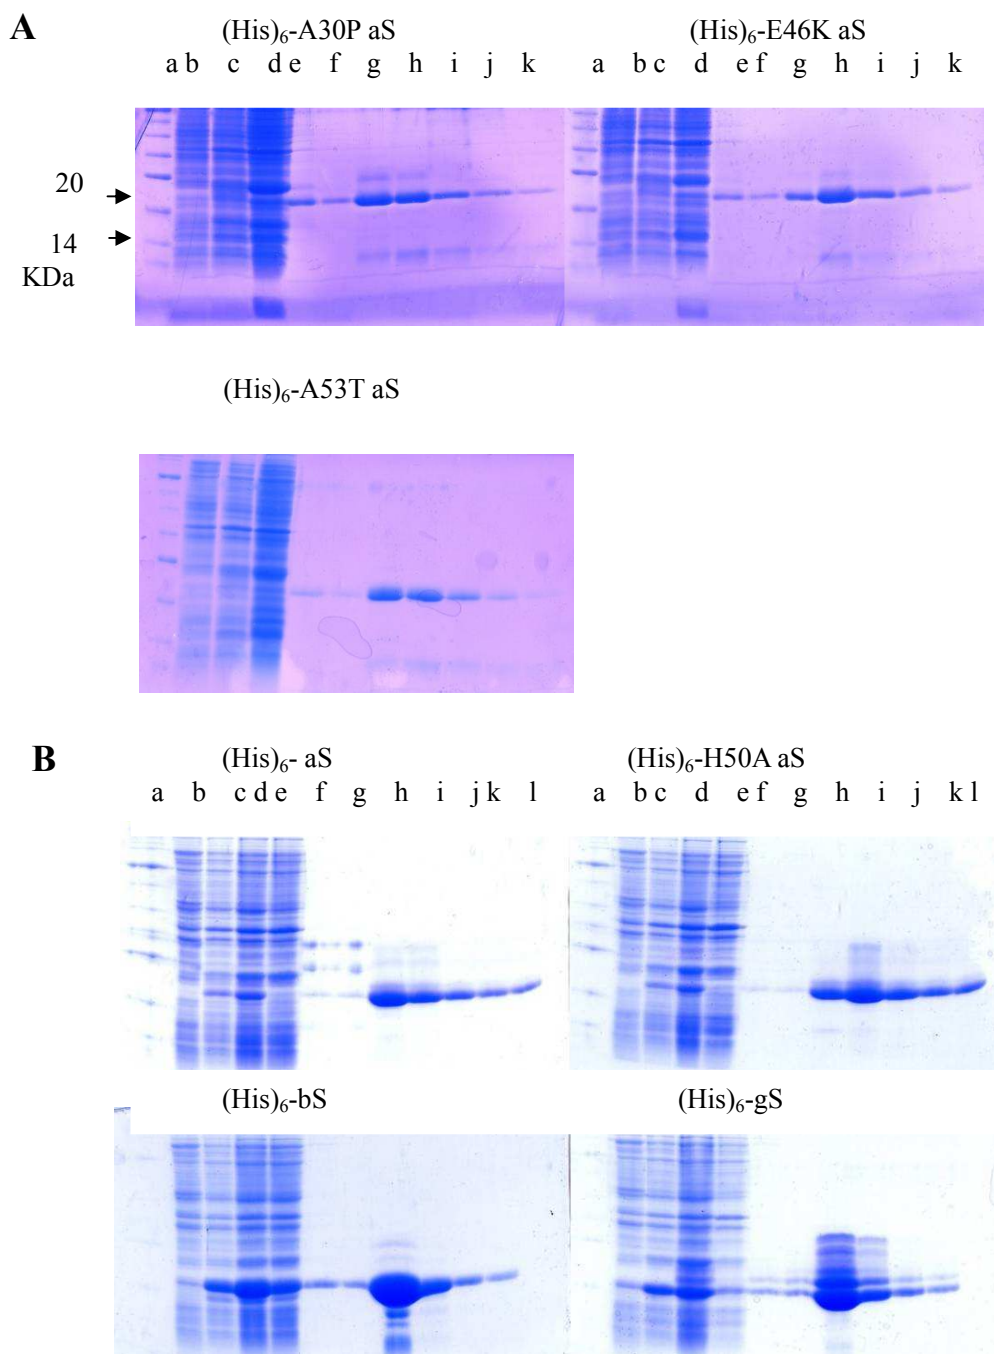 A
(His)6-A30P aS (His)6-E46K aS
a b c d e f g h i j k a b c d e f g h i j k
20
14
KDa
(His)6-A53T aS
B
(His)6- aS (His)6-H50A aS
a b c d e f g h i j k l a b c d e f g h i j k l
(His)6-bS (His)6-gS